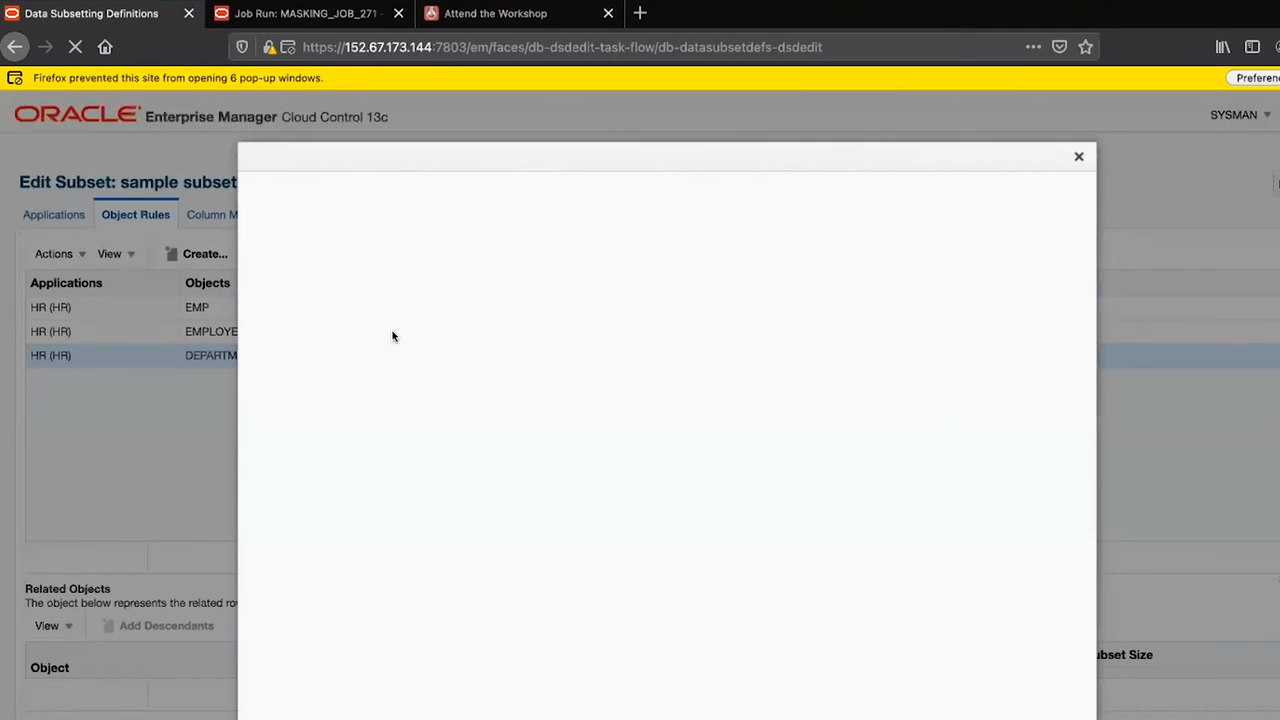 Data Subsetting Definitions
Job Run: MASKING_JOB_271 -
Attend the Workshop
https://152.67.173.144:7803/em/faces/db-dsdedit-task-flow/db-datasubsetdefs-dsdedit
Firefox prevented this site from opening 6 pop-up windows.
ORACLE Enterprise Manager Cloud Control 13c
SYSMAN
Edit Subset: sample subset
Applications Object Rules Column M
Actions View Create...
Applications Objects
HR (HR) EMP
HR (HR) EMPLOYE
HR (HR) DEPARTM
Related Objects
The object below represents the related
View Add Descendants
Object Subset Size